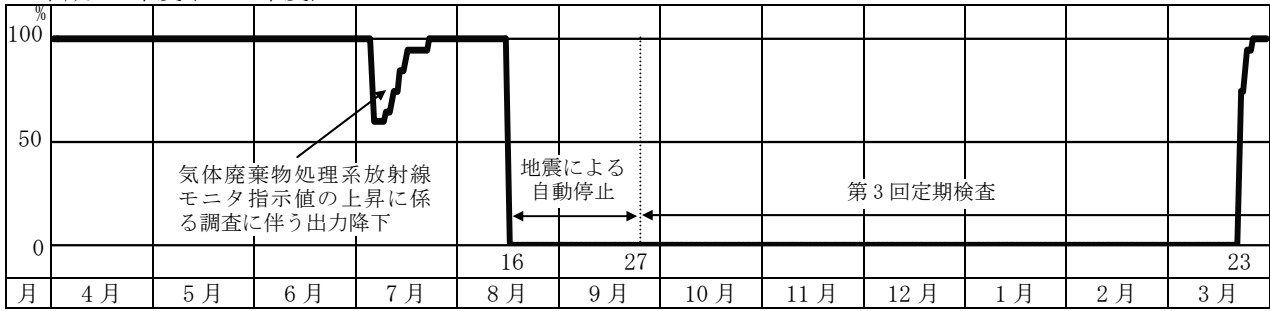 %
100
50
0
気体廃棄物処理系放射線
モニタ指示値の上昇に係
る調査に伴う出力降下
地震による
自動停止
第3回定期検査
16
27
23
月 4月 5月 6月 7月 8月 9月 10月 11月 12月 1月 2月 3月